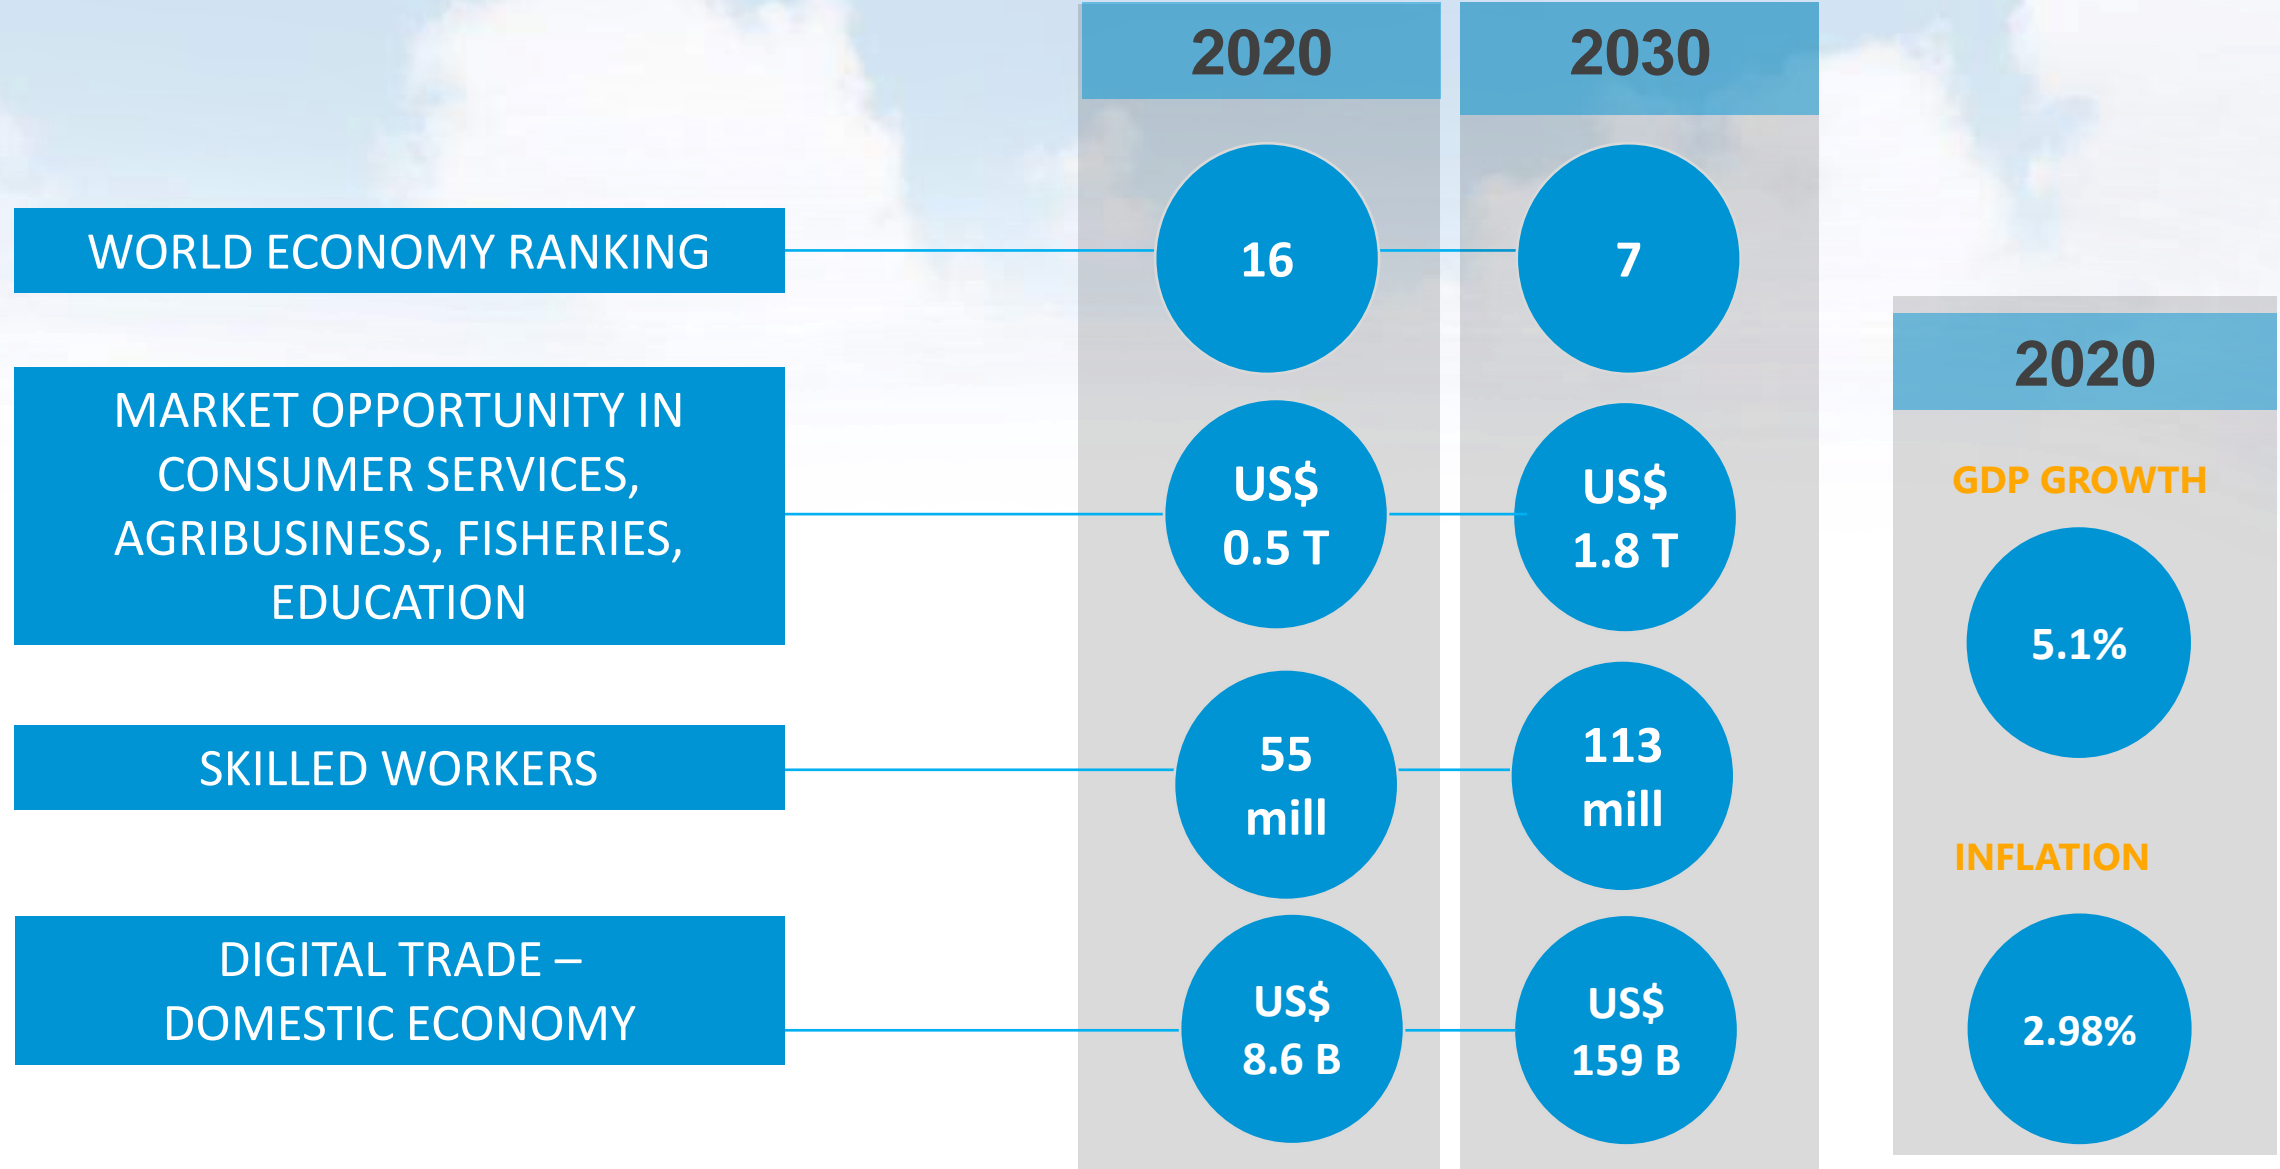 2020
2030
WORLD ECONOMY RANKING
16
7
MARKET OPPORTUNITY IN
CONSUMER SERVICES,
AGRIBUSINESS, FISHERIES,
EDUCATION
US$
0.5 T
US$
1.8 T
SKILLED WORKERS
55
mill
113
mill
DIGITAL TRADE –
DOMESTIC ECONOMY
US$
8.6 B
US$
159 B
2020
GDP GROWTH
5.1%
INFLATION
2.98%